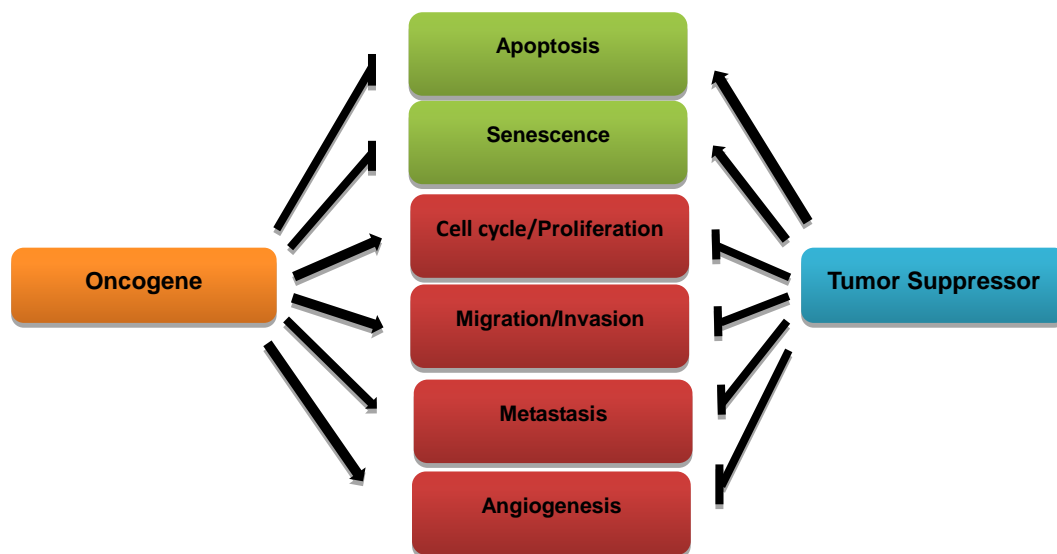 Apoptosis
Senescence
Cell cycle/Proliferation
Oncogene
Tumor Suppressor
Migration/Invasion
Metastasis
Angiogenesis